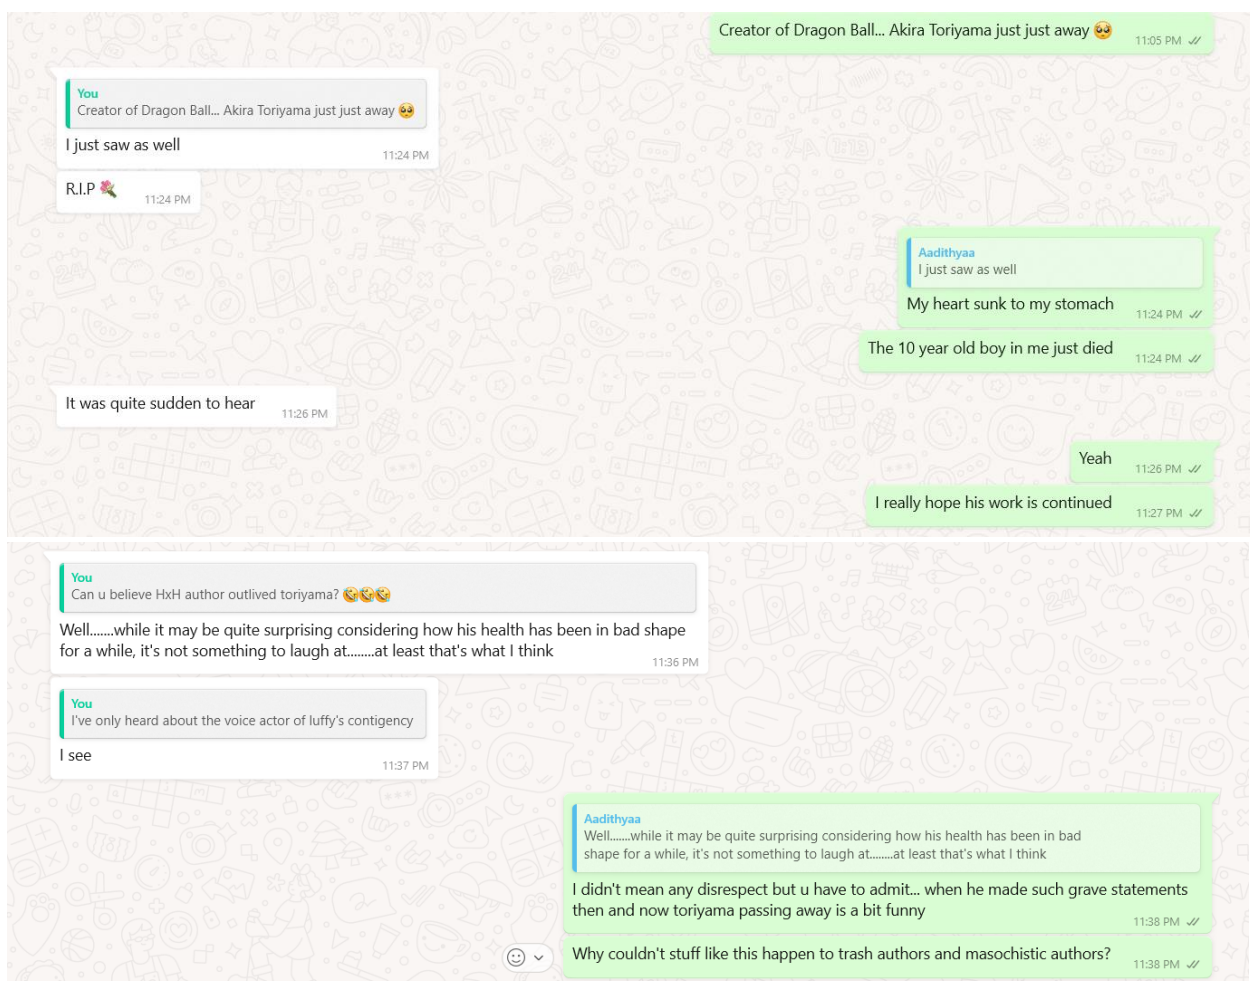 Creator of Dragon Ball... Akira Toriyama just just away 🥺
11:05 PM
You
Creator of Dragon Ball... Akira Toriyama just just away 🥺
I just saw as well
11:24 PM
R.I.P 🌷
11:24 PM
Aadithyaa
I just saw as well
My heart sunk to my stomach
11:24 PM
The 10 year old boy in me just died
11:24 PM
It was quite sudden to hear
11:26 PM
Yeah
11:26 PM
I really hope his work is continued
11:27 PM
You
Can u believe HxH author outlived toriyama? 🤣🤣🤣
Well.......while it may be quite surprising considering how his health has been in bad shape
for a while, it's not something to laugh at........at least that's what I think
11:36 PM
You
I've only heard about the voice actor of luffy's contigency
I see
11:37 PM
Aadithyaa
Well.......while it may be quite surprising considering how his health has been in bad
shape for a while, it's not something to laugh at........at least that's what I think
I didn't mean any disrespect but u have to admit... when he made such grave statements
then and now toriyama passing away is a bit funny
11:38 PM
Why couldn't stuff like this happen to trash authors and masochistic authors?
11:38 PM